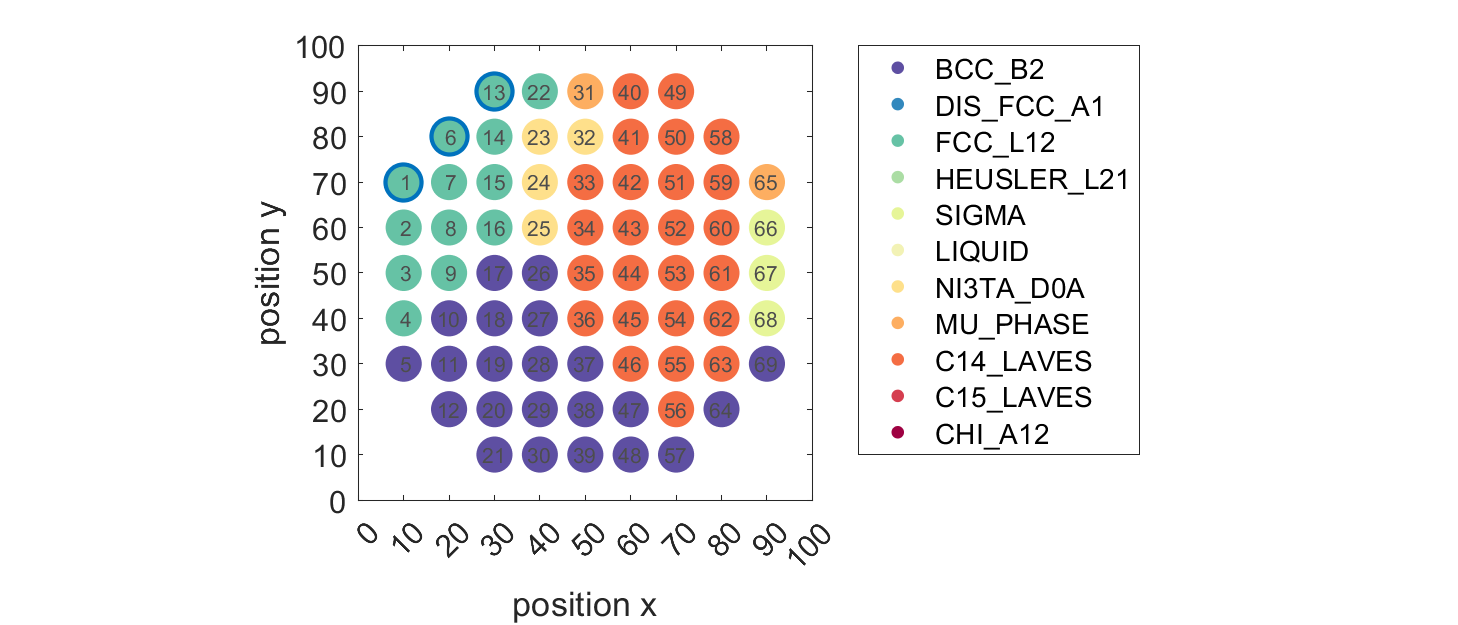 100
90
80
70
60
50
40
30
20
10
0
position y
13 22 31 40 49
6 14 23 32 41 50 58
1 7 15 24 33 42 51 59 65
2 8 16 25 34 43 52 60 66
3 9 17 26 35 44 53 61 67
4 10 18 27 36 45 54 62 68
5 11 19 28 37 46 55 63 69
12 20 29 38 47 56 64
21 30 39 48 57
0 10 20 30 40 50 60 70 80 90 100
position x
BCC_B2
DIS_FCC_A1
FCC_L12
HEUSLER_L21
SIGMA
LIQUID
NI3TA_D0A
MU_PHASE
C14_LAVES
C15_LAVES
CHI_A12